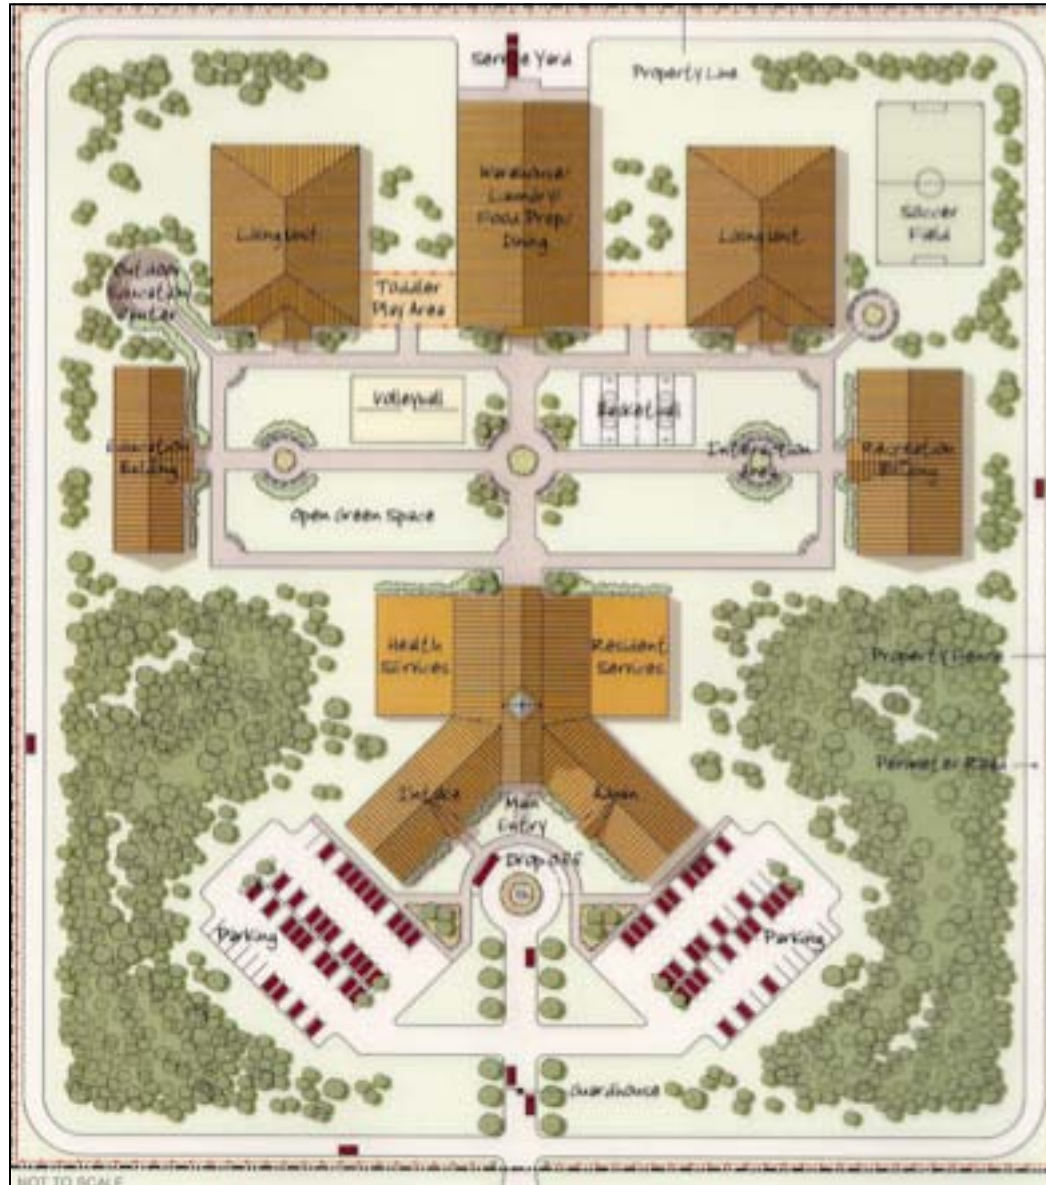 Service Yard
Property Line
Warehouse/
Laundry/
Food Prep/
Dining
Living Unit
Living Unit
Soccer
Field
Outdoor
Education
Center
Toddler
Play Area
Volleyball
Basketball
Education
Building
Interaction
Area
Recreation
Building
Open Green Space
Health
Services
Resident
Services
Property Fence
Perimeter Road
Intake
Main
Entry
Admin.
Drop Off
Parking
Parking
Guardhouse
NOT TO SCALE